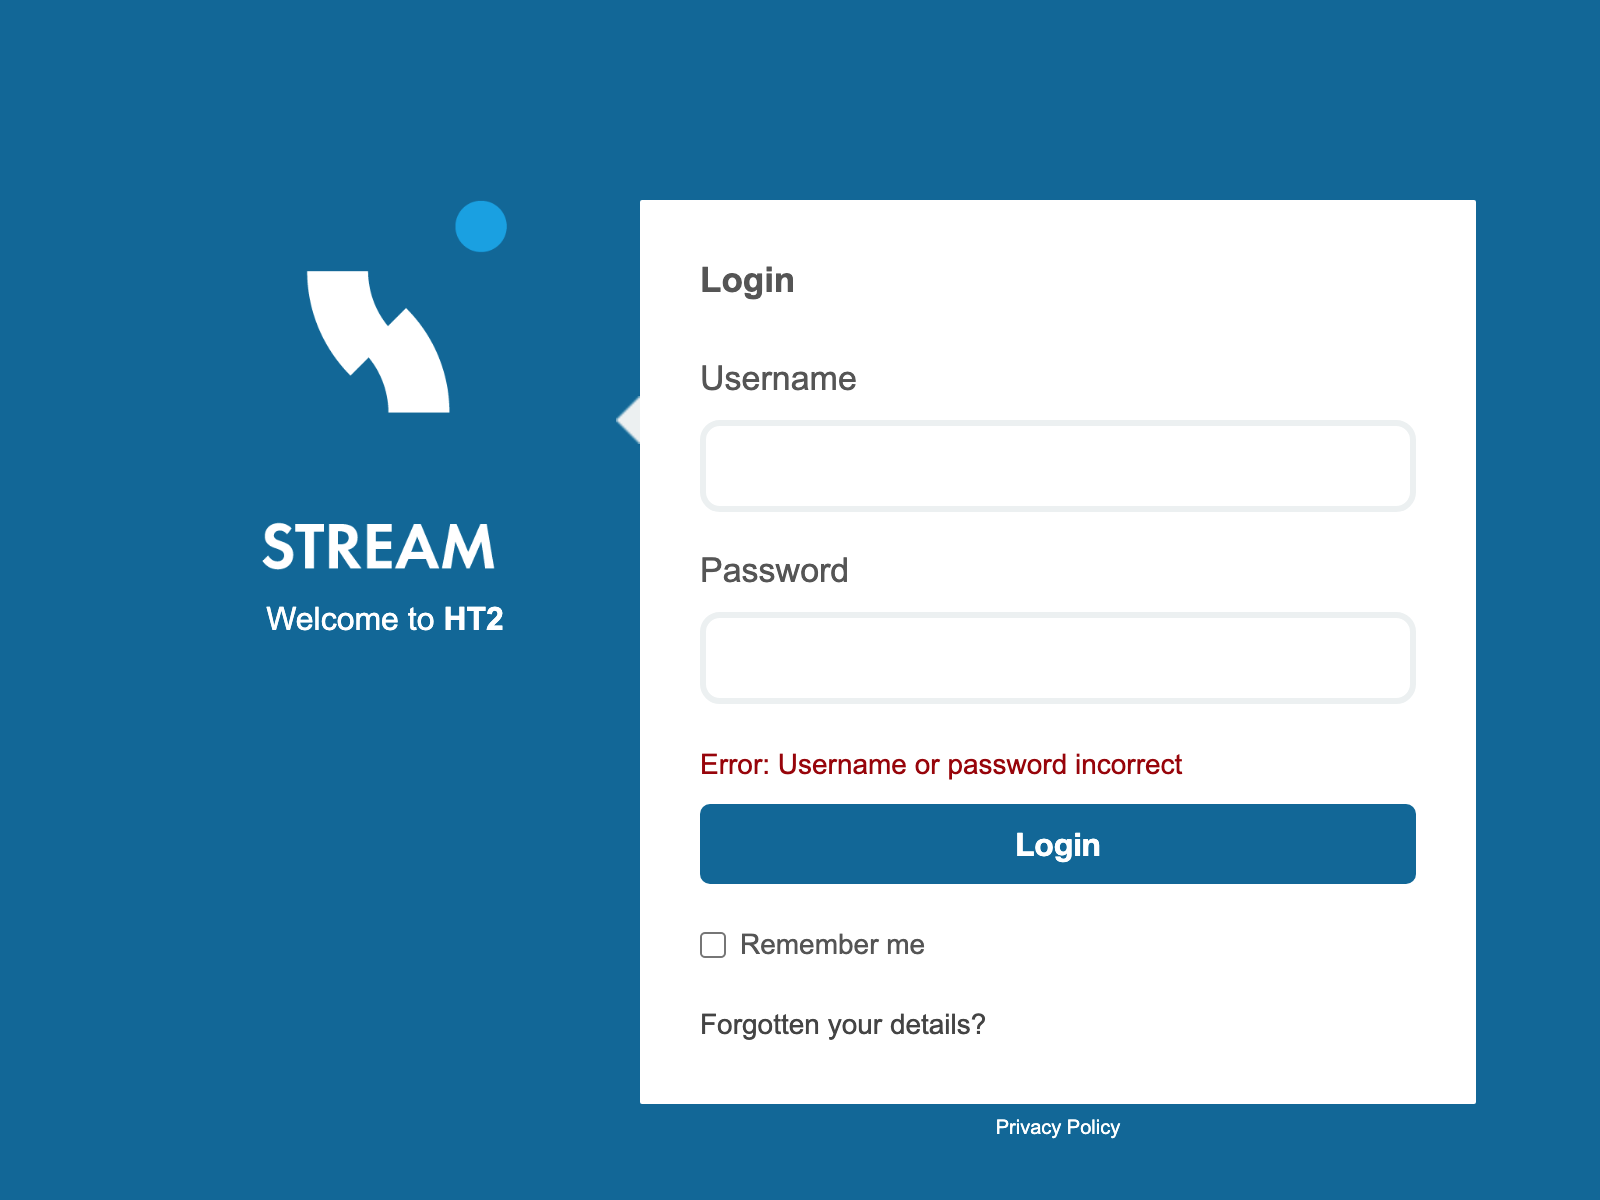 STREAM
Welcome to HT2
Login
Username
Password
Error: Username or password incorrect
Login
Remember me
Forgotten your details?
Privacy Policy